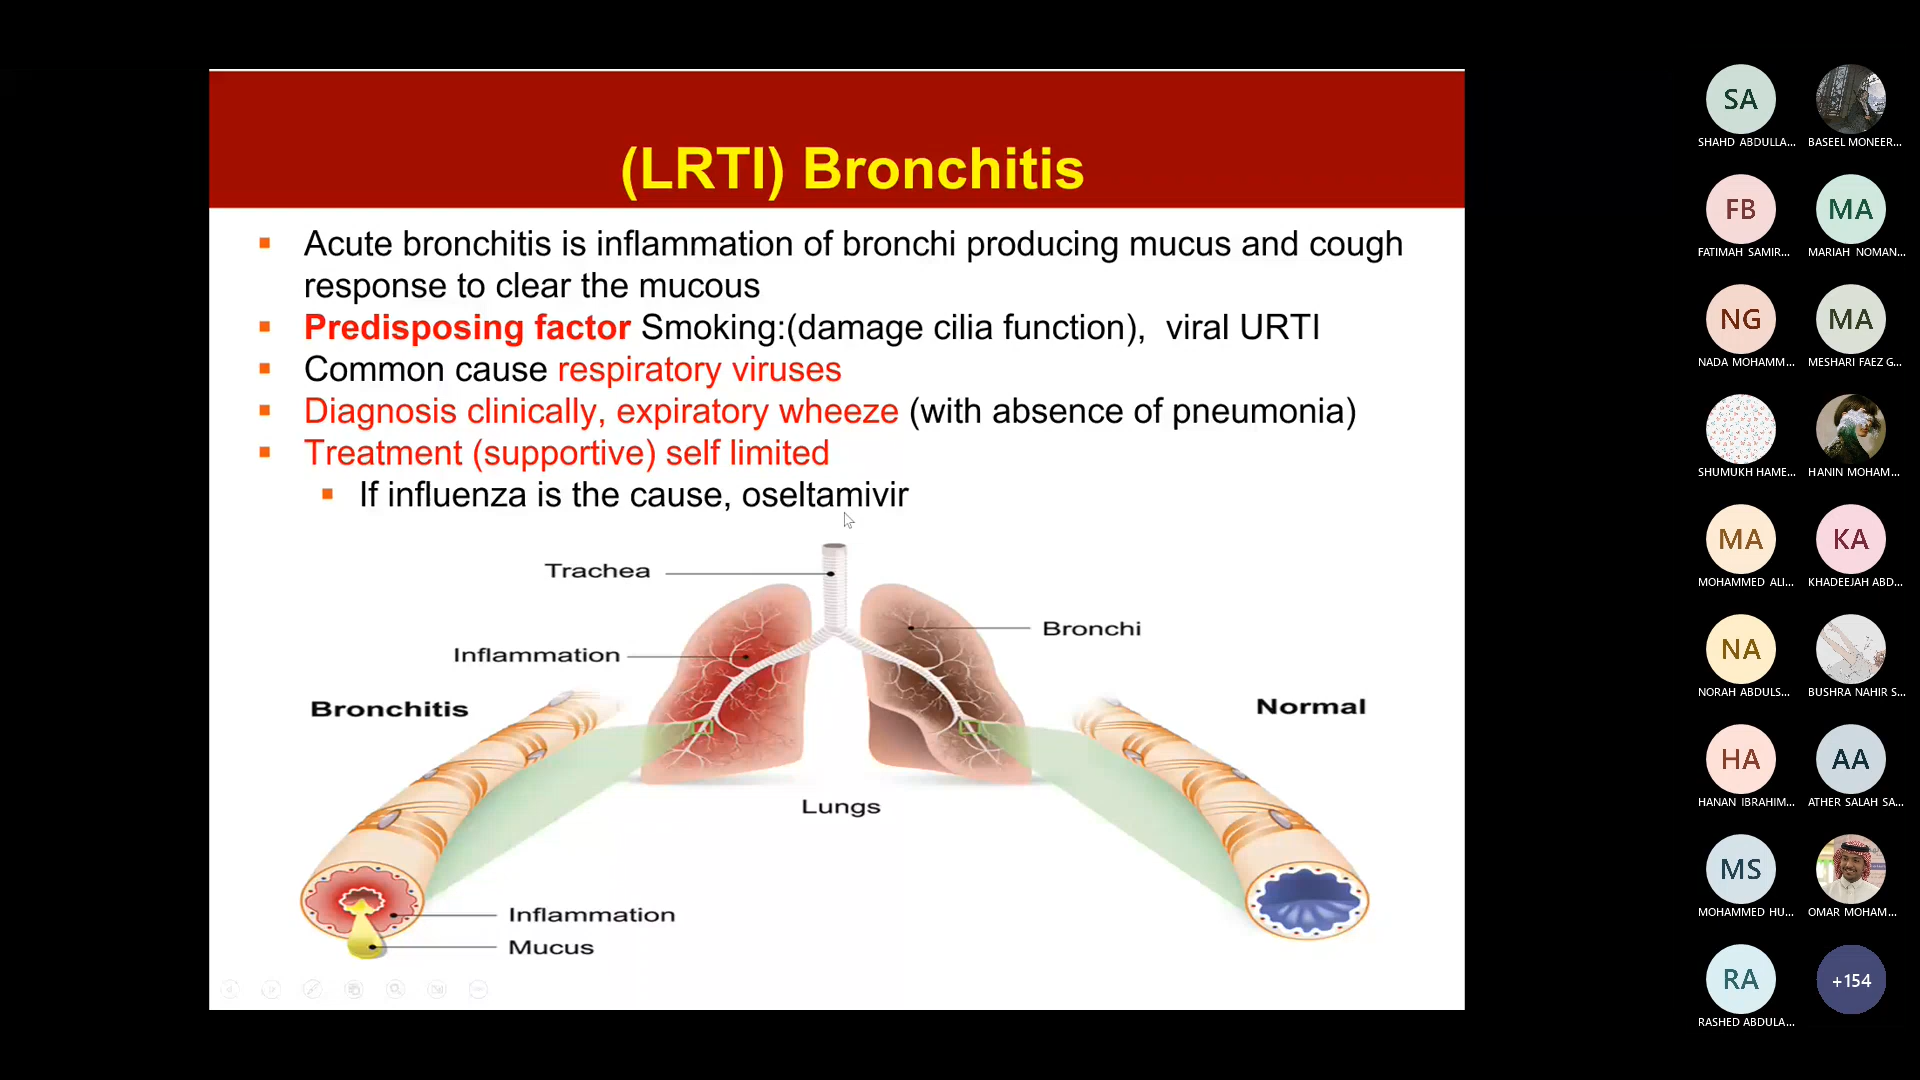 (LRTI) Bronchitis
Acute bronchitis is inflammation of bronchi producing mucus and cough
response to clear the mucous
Predisposing factor Smoking:(damage cilia function), viral URTI
Common cause respiratory viruses
Diagnosis clinically, expiratory wheeze (with absence of pneumonia)
Treatment (supportive) self limited
If influenza is the cause, oseltamivir
Trachea
Bronchi
Inflammation
Bronchitis
Normal
Lungs
Inflammation
Mucus
SA
SHAHD ABDULLA...
BASEEL MONEER...
FB
MA
FATIMAH SAMIR...
MARIAH NOMAN...
NG
MA
NADA MOHAMM...
MESHARI FAEZ G...
SHUMUKH HAME...
HANIN MOHAM...
MA
KA
MOHAMMED ALI...
KHADEEJAH ABD...
NA
NORAH ABDULS...
BUSHRA NAHIR S...
HA
AA
HANAN IBRAHIM...
ATHER SALAH SA...
MS
MOHAMMED HU...
OMAR MOHAM...
RA
+154
RASHED ABDULA...